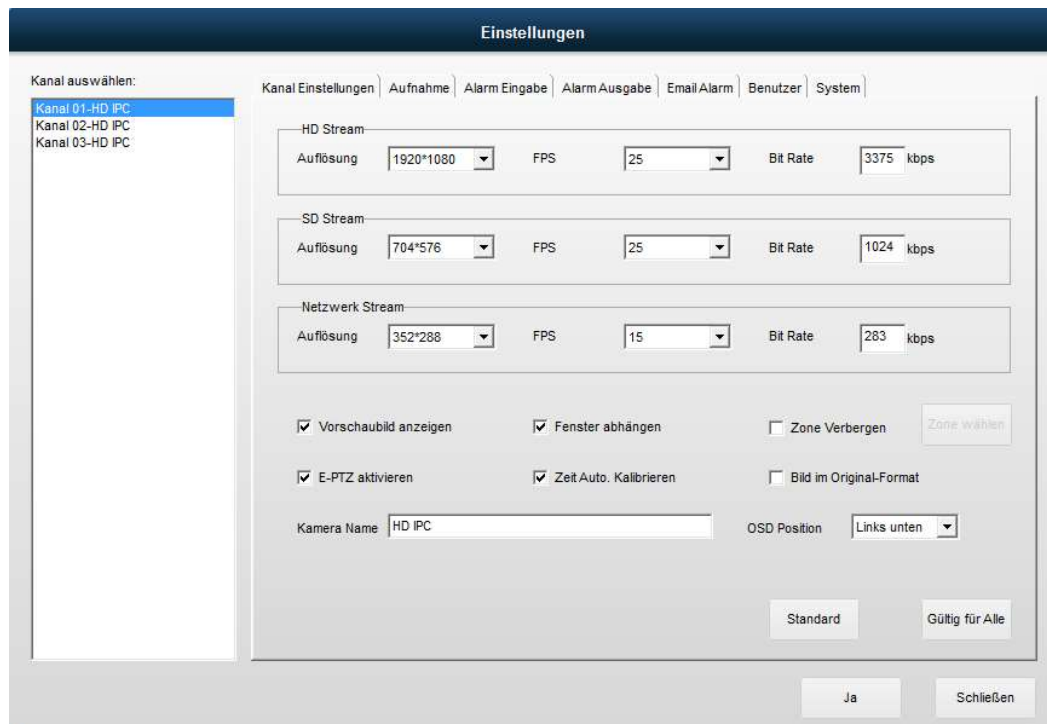 Einstellungen
Kanal auswählen:
Kanal 01-HD IPC
Kanal 02-HD IPC
Kanal 03-HD IPC
Kanal Einstellungen Aufnahme Alarm Eingabe Alarm Ausgabe Email Alarm Benutzer System
HD Stream
Auflösung 1920*1080 FPS 25 Bit Rate 3375 kbps
SD Stream
Auflösung 704*576 FPS 25 Bit Rate 1024 kbps
Netzwerk Stream
Auflösung 352*288 FPS 15 Bit Rate 283 kbps
Vorschaubild anzeigen Fenster abhängen Zone Verbergen Zone wählen
E-PTZ aktivieren Zeit Auto. Kalibrieren Bild im Original-Format
Kamera Name HD IPC OSD Position Links unten
Standard Gültig für Alle
Ja Schließen